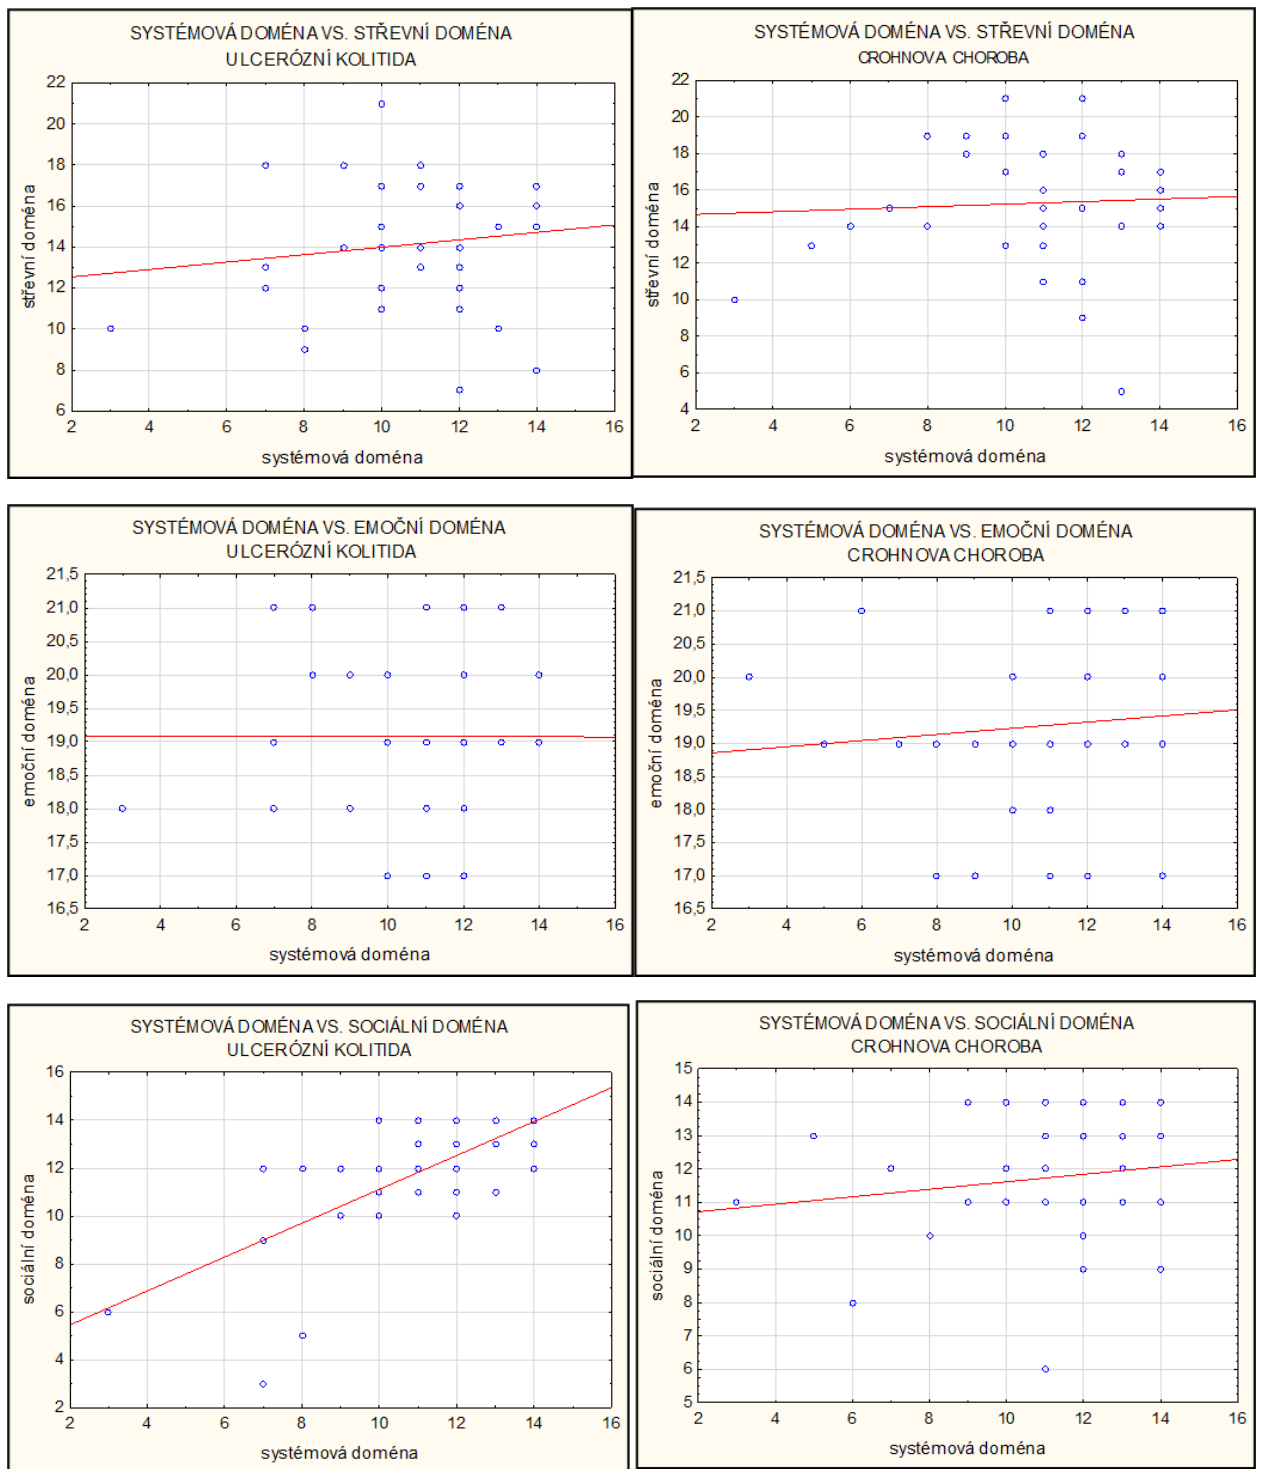 SYSTÉMOVÁ DOMÉNA VS. STŘEVNÍ DOMÉNA
ULCERÓZNÍ KOLITIDA
22
20
18
16
14
12
10
8
6
střevní doména
2 4 6 8 10 12 14 16
systémová doména
SYSTÉMOVÁ DOMÉNA VS. STŘEVNÍ DOMÉNA
CROHNOVA CHOROBA
22
20
18
16
14
12
10
8
6
4
střevní doména
2 4 6 8 10 12 14 16
systémová doména
SYSTÉMOVÁ DOMÉNA VS. EMOČNÍ DOMÉNA
ULCERÓZNÍ KOLITIDA
21,5
21,0
20,5
20,0
19,5
19,0
18,5
18,0
17,5
17,0
16,5
emoční doména
2 4 6 8 10 12 14 16
systémová doména
SYSTÉMOVÁ DOMÉNA VS. EMOČNÍ DOMÉNA
CROHNOVA CHOROBA
21,5
21,0
20,5
20,0
19,5
19,0
18,5
18,0
17,5
17,0
16,5
emoční doména
2 4 6 8 10 12 14 16
systémová doména
SYSTÉMOVÁ DOMÉNA VS. SOCIÁLNÍ DOMÉNA
ULCERÓZNÍ KOLITIDA
16
14
12
10
8
6
4
2
sociální doména
2 4 6 8 10 12 14 16
systémová doména
SYSTÉMOVÁ DOMÉNA VS. SOCIÁLNÍ DOMÉNA
CROHNOVA CHOROBA
15
14
13
12
11
10
9
8
7
6
5
sociální doména
2 4 6 8 10 12 14 16
systémová doména